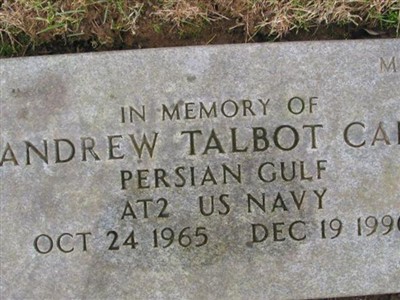 IN MEMORY OF
ANDREW TALBOT
PERSIAN GULF
AT2 US NAVY
OCT 24 1965 DEC 19 1990